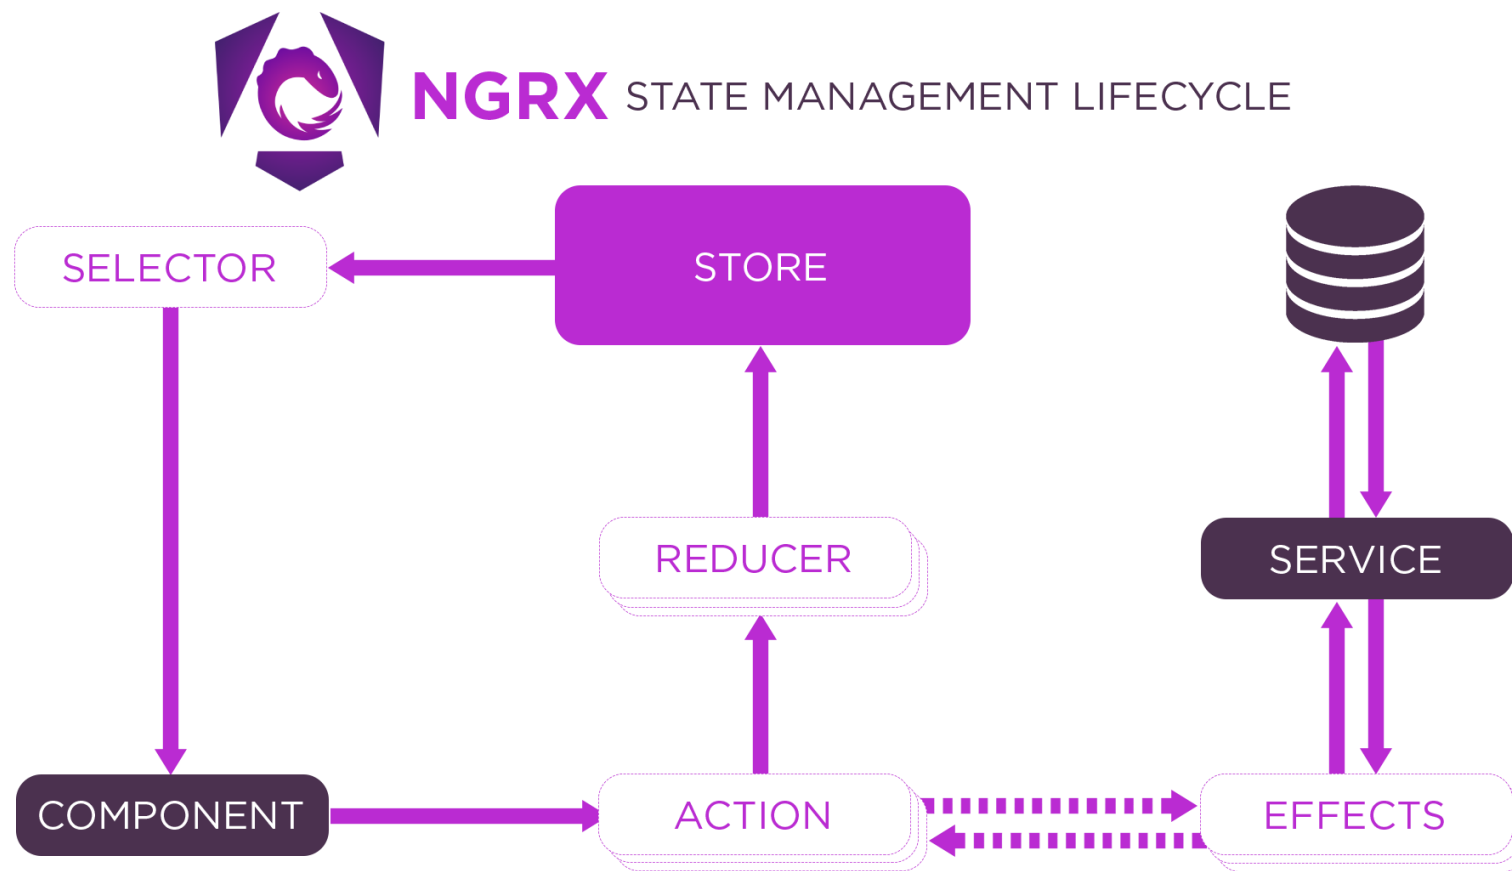 NGRX STATE MANAGEMENT LIFECYCLE
SELECTOR
STORE
REDUCER
SERVICE
COMPONENT
ACTION
EFFECTS